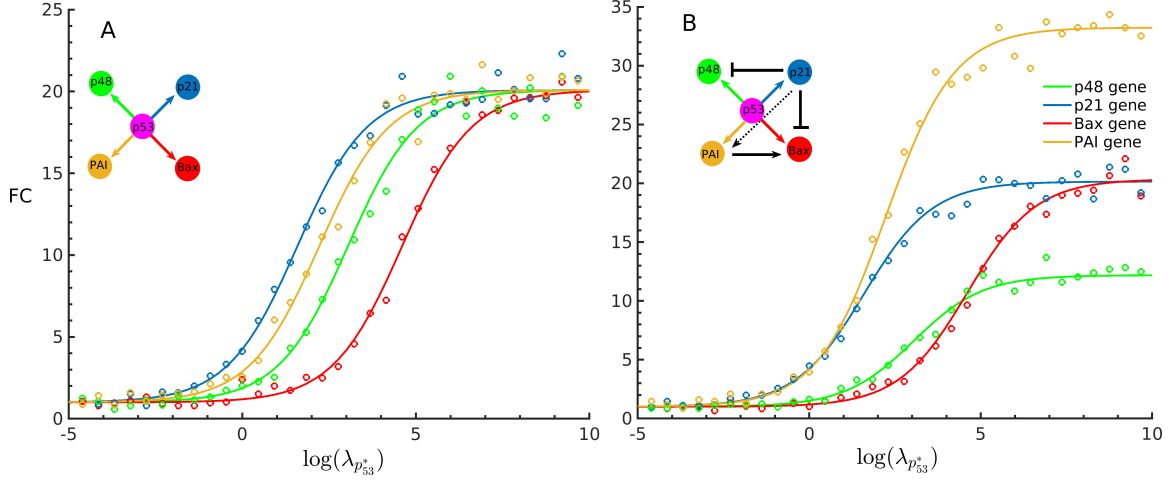 A
B
FC
25
20
15
10
5
0
-5
0
5
10
log(λp*53)
p48
p21
p53
PAI
Bax
35
30
25
20
15
10
5
0
-5
0
5
10
log(λp*53)
p48
p21
p53
PAI
Bax
p48 gene
p21 gene
Bax gene
PAI gene